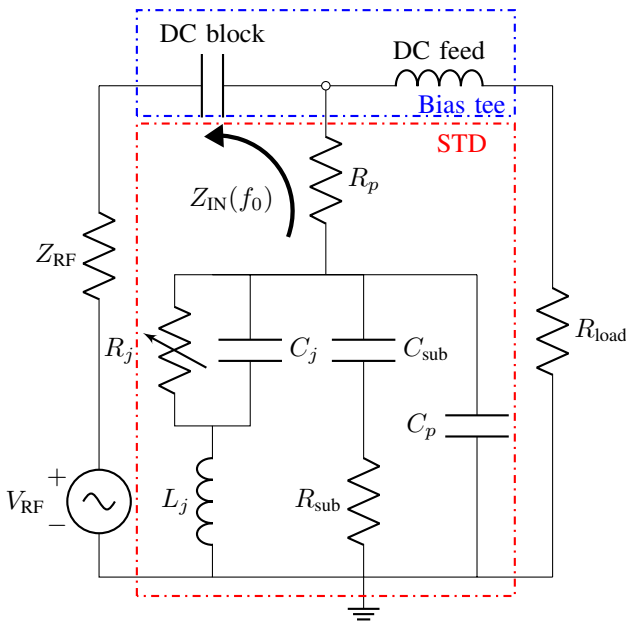 DC block
DC feed
Bias tee
STD
R_p
Z_IN(f_0)
Z_RF
R_j
C_j
C_sub
R_load
C_p
L_j
R_sub
V_RF
+
−